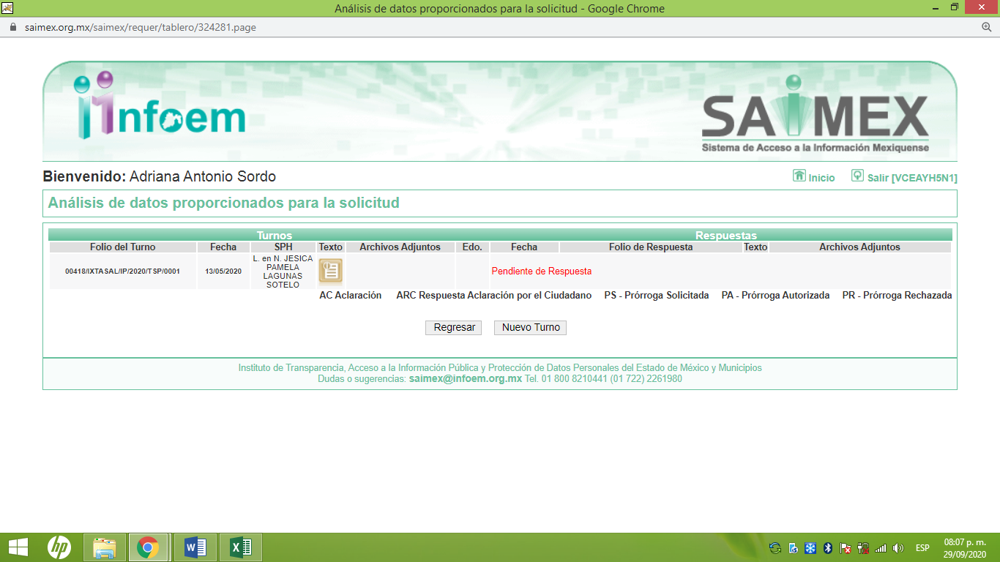 Análisis de datos proporcionados para la solicitud - Google Chrome
saimex.org.mx/saimex/requer/tablero/324281.page
infoem
SAIMEX
Sistema de Acceso a la Información Mexiquense
Bienvenido: Adriana Antonio Sordo
Inicio Salir [VCEAYH5N1]
Análisis de datos proporcionados para la solicitud
Turnos Respuestas
Folio del Turno Fecha SPH Texto Archivos Adjuntos Edo. Fecha Folio de Respuesta Texto Archivos Adjuntos
00418/IXTASAL/IP/2020/TSP/0001 13/05/2020 L. en N. JESICA PAMELA LAGUNAS SOTELO Pendiente de Respuesta
AC Aclaración ARC Respuesta Aclaración por el Ciudadano PS - Prórroga Solicitada PA - Prórroga Autorizada PR - Prórroga Rechazada
Regresar Nuevo Turno
Instituto de Transparencia, Acceso a la Información Pública y Protección de Datos Personales del Estado de México y Municipios
Dudas o sugerencias: saimex@infoem.org.mx Tel. 01 800 8210441 (01 722) 2261980
hp
ESP
08:07 p. m.
29/09/2020